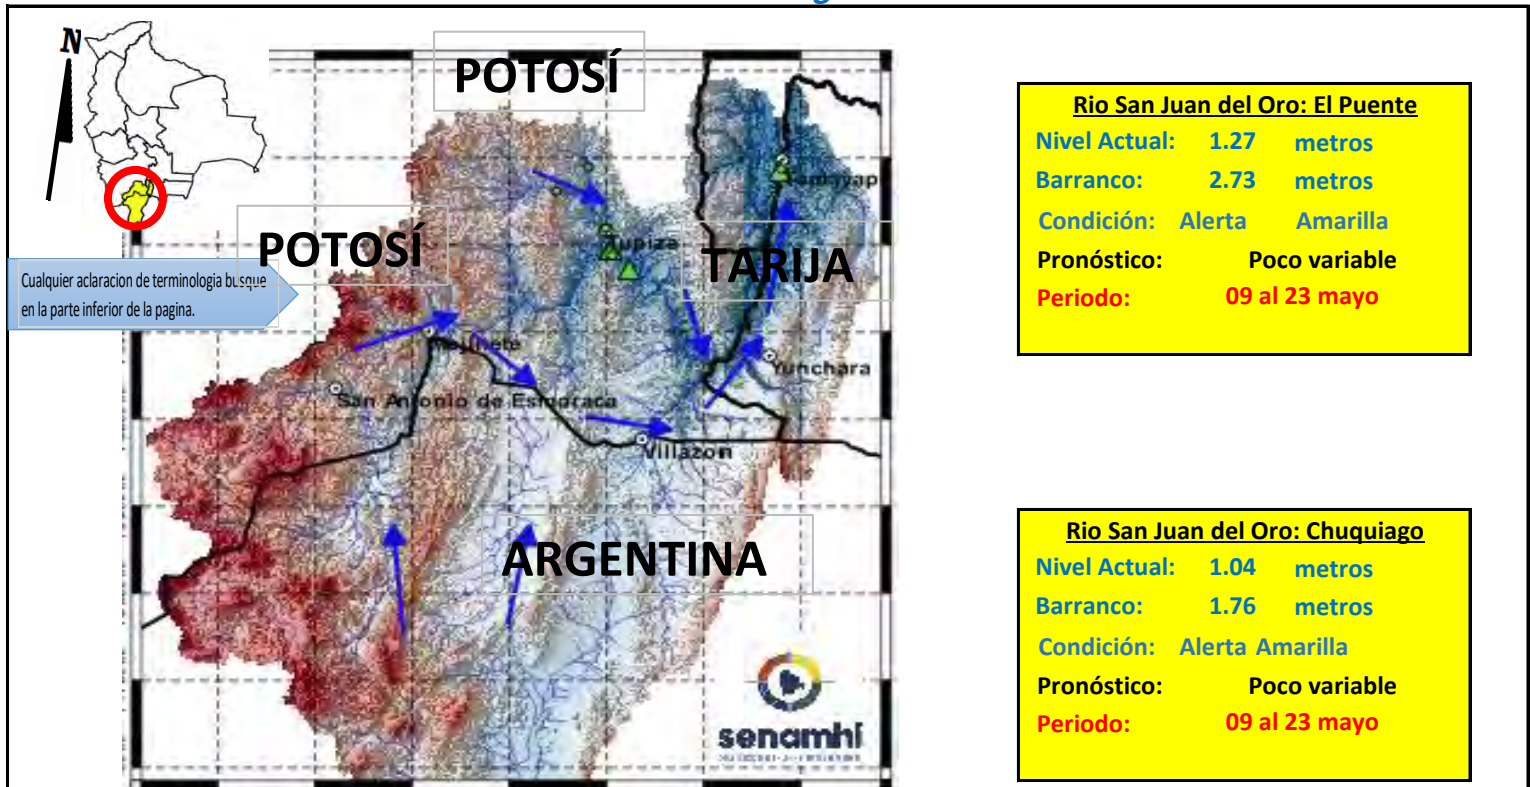 N
POTOSÍ
POTOSÍ
Cualquier aclaracion de terminologia busque
en la parte inferior de la pagina.
TARIJA
Tupiza
Yunchara
San Antonio de Esmoraca
Villazon
ARGENTINA
senamhi
Rio San Juan del Oro: El Puente
Nivel Actual: 1.27 metros
Barranco: 2.73 metros
Condición: Alerta Amarilla
Pronóstico: Poco variable
Periodo: 09 al 23 mayo
Rio San Juan del Oro: Chuquiago
Nivel Actual: 1.04 metros
Barranco: 1.76 metros
Condición: Alerta Amarilla
Pronóstico: Poco variable
Periodo: 09 al 23 mayo